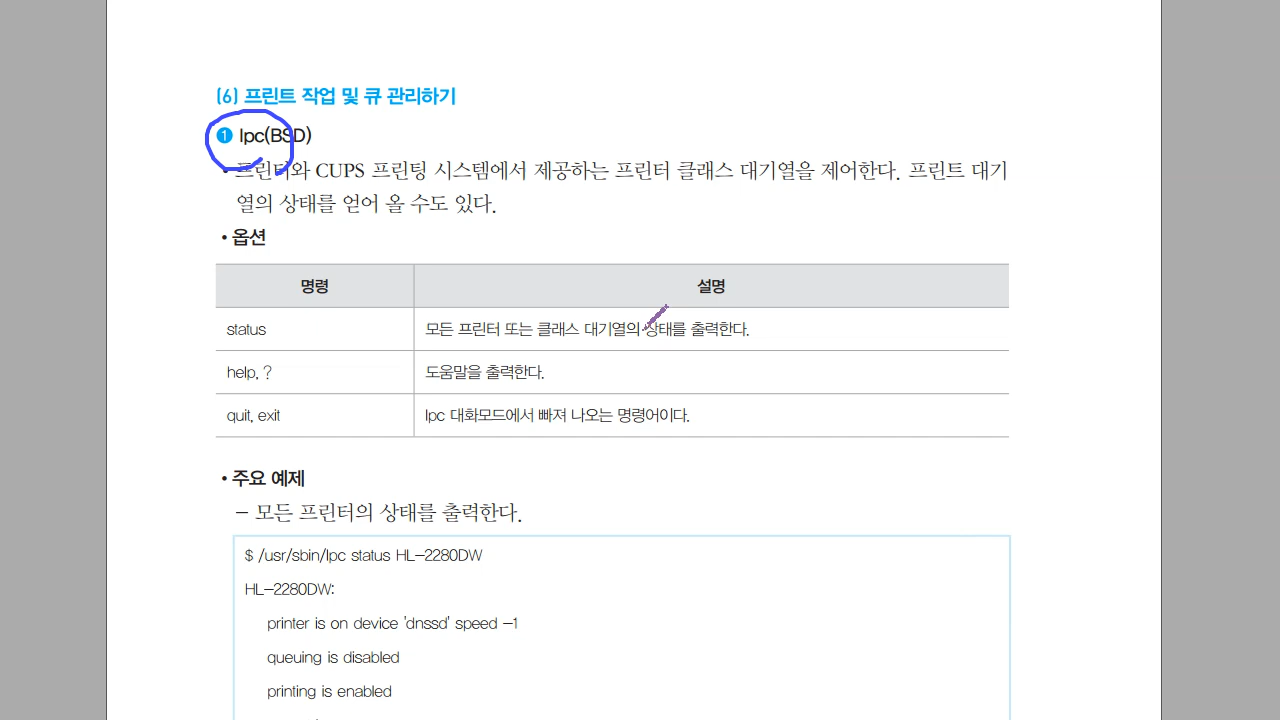 (6) 프린트 작업 및 큐 관리하기
1 lpc(BSD)
• 프린터와 CUPS 프린팅 시스템에서 제공하는 프린터 클래스 대기열을 제어한다. 프린트 대기
열의 상태를 얻어 올 수도 있다.
• 옵션
명령 설명
status 모든 프린터 또는 클래스 대기열의 상태를 출력한다.
help, ? 도움말을 출력한다.
quit, exit lpc 대화모드에서 빠져 나오는 명령어이다.
• 주요 예제
– 모든 프린터의 상태를 출력한다.
$ /usr/sbin/lpc status HL-2280DW
HL-2280DW:
printer is on device 'dnssd' speed -1
queuing is disabled
printing is enabled